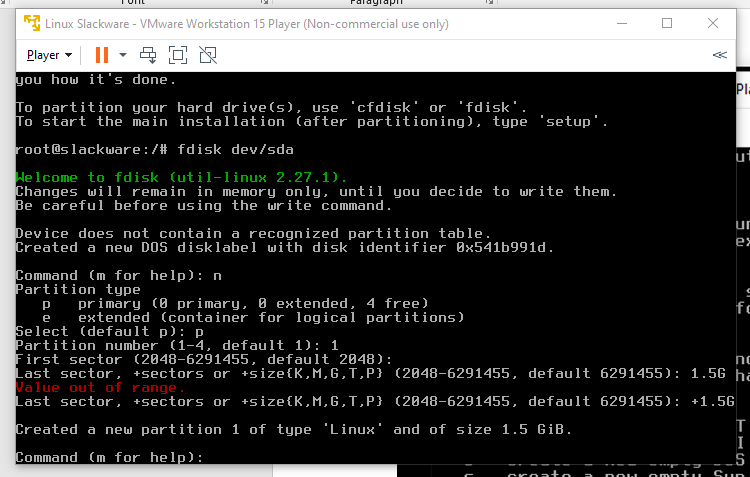 Font
Paragraph
Linux Slackware - VMware Workstation 15 Player (Non-commercial use only)
Player
you how it's done.
To partition your hard drive(s), use 'cfdisk' or 'fdisk'.
To start the main installation (after partitioning), type 'setup'.
root@slackware:/# fdisk dev/sda
Welcome to fdisk (util-linux 2.27.1).
Changes will remain in memory only, until you decide to write them.
Be careful before using the write command.
Device does not contain a recognized partition table.
Created a new DOS disklabel with disk identifier 0x541b991d.
Command (m for help): n
Partition type
p primary (0 primary, 0 extended, 4 free)
e extended (container for logical partitions)
Select (default p): p
Partition number (1-4, default 1): 1
First sector (2048-6291455, default 2048):
Last sector, +sectors or +size{K,M,G,T,P} (2048-6291455, default 6291455): 1.5G
Value out of range.
Last sector, +sectors or +size{K,M,G,T,P} (2048-6291455, default 6291455): +1.5G
Created a new partition 1 of type 'Linux' and of size 1.5 GiB.
Command (m for help):